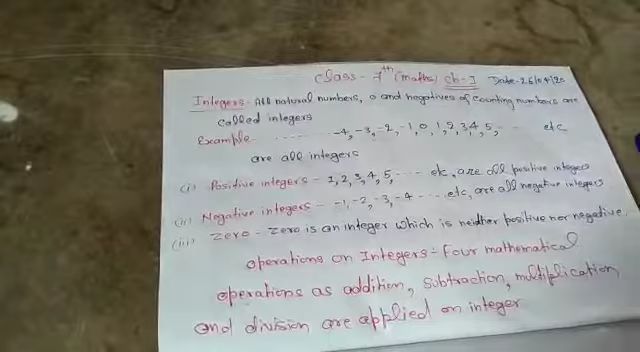 Class - 7th (maths) Ch - 1 Date - 26/04/20
Integers - All natural numbers, 0 and negatives of counting numbers are
called integers
Example ........ -4, -3, -2, -1, 0, 1, 2, 3, 4, 5, ... etc
are all integers
(i) Positive integers - 1, 2, 3, 4, 5, .... etc, are all positive integers
(ii) Negative integers - -1, -2, -3, -4 .... etc, are all negative integers
(iii) Zero - Zero is an integer which is neither positive nor negative.
Operations on Integers - Four mathematical
operations as addition, subtraction, multiplication
and division are applied on integer